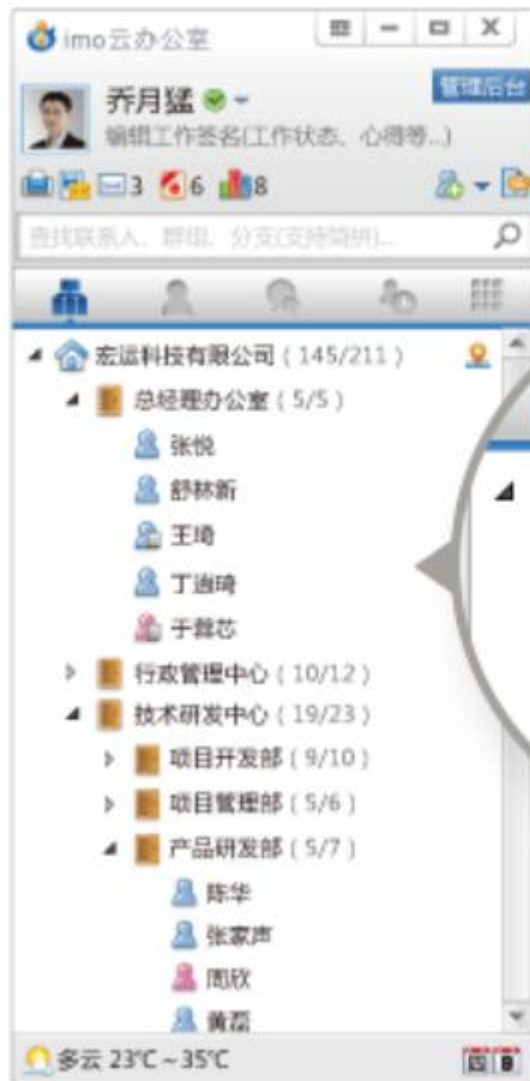 imo云办公室
乔月猛
管理后台
编辑工作签名(工作状态、心得等...)
3 6 8
查找联系人、群组、分支(支持简拼)...
宏运科技有限公司 ( 145/211 )
总经理办公室 ( 5/5 )
张悦
舒林新
王琦
丁逍琦
于蓉芯
行政管理中心 ( 10/12 )
技术研发中心 ( 19/23 )
项目开发部 ( 9/10 )
项目管理部 ( 5/6 )
产品研发部 ( 5/7 )
陈华
张家声
周欣
黄磊
多云 23℃ ~ 35℃